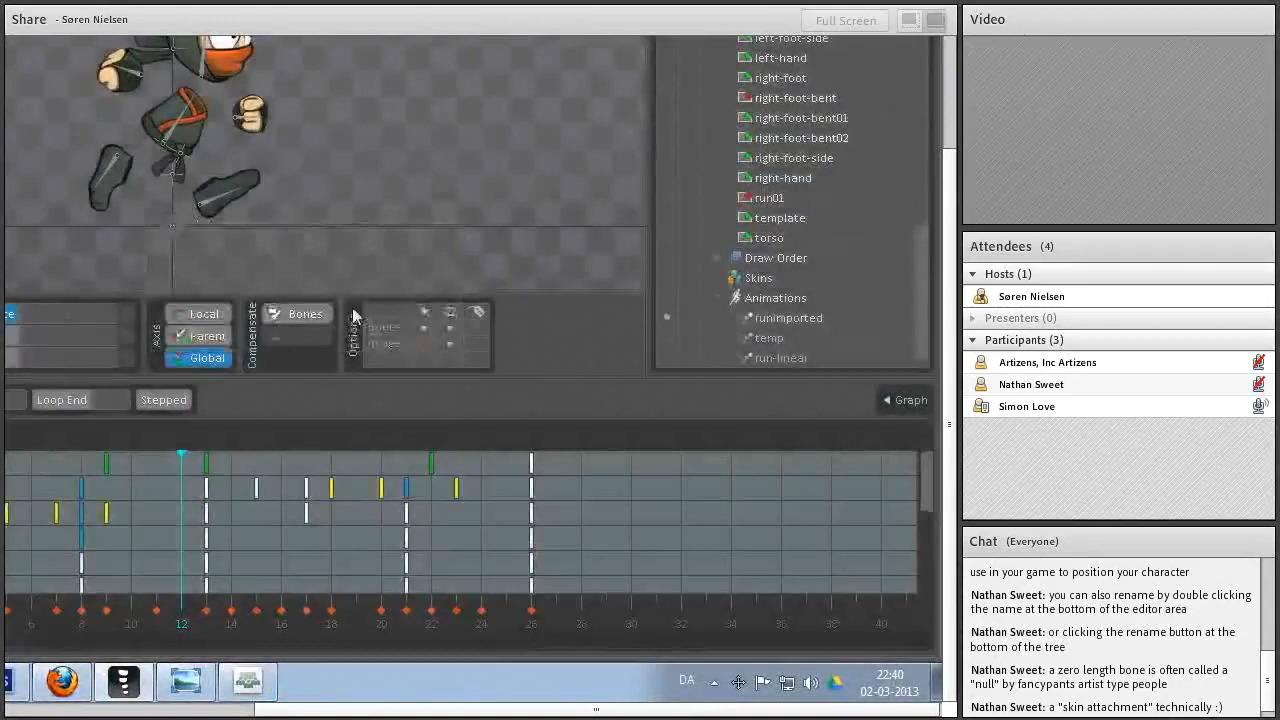 Share - Søren Nielsen
Full Screen
Video
left-foot-side
left-hand
right-foot
right-foot-bent
right-foot-bent01
right-foot-bent02
right-foot-side
right-hand
run01
template
torso
Draw Order
Skins
Animations
runimported
temp
run-linear
Local
Parent
Global
Compensate
Bones
Axis
Options
Loop End
Stepped
Graph
6 8 10 12 14 16 18 20 22 24 26 28 30 32 34 36 38 40
Attendees (4)
Hosts (1)
Søren Nielsen
Presenters (0)
Participants (3)
Artizens, Inc Artizens
Nathan Sweet
Simon Love
Chat (Everyone)
use in your game to position your character
Nathan Sweet: you can also rename by double clicking
the name at the bottom of the editor area
Nathan Sweet: or clicking the rename button at the
bottom of the tree
Nathan Sweet: a zero length bone is often called a
"null" by fancypants artist type people
Nathan Sweet: a "skin attachment" technically :)
DA
22:40
02-03-2013